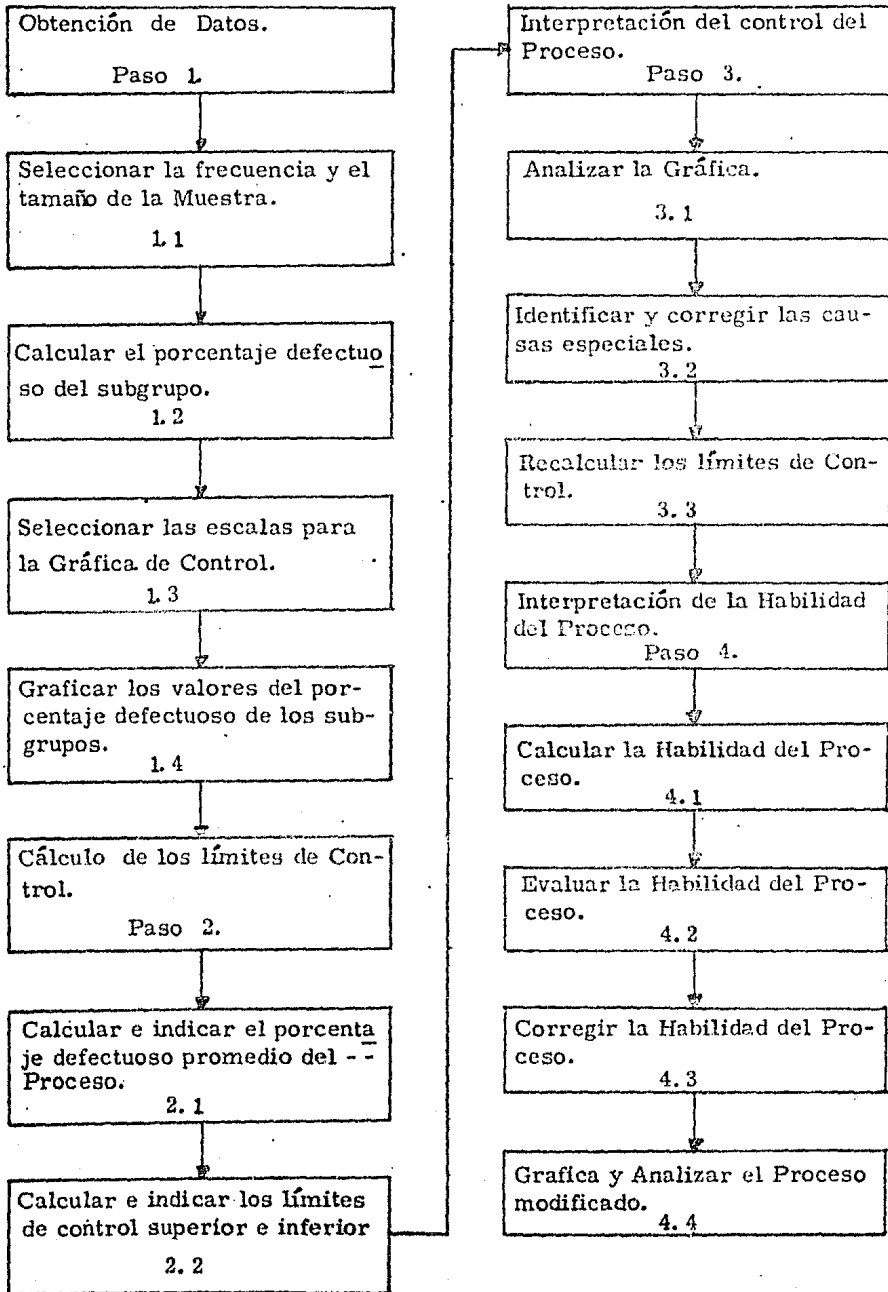 Obtención de Datos.
Paso 1.
Seleccionar la frecuencia y el
tamaño de la Muestra.
1.1
Calcular el porcentaje defectuo
so del subgrupo.
1.2
Seleccionar las escalas para
la Gráfica de Control.
1.3
Graficar los valores del por-
centaje defectuoso de los sub-
grupos.
1.4
Cálculo de los límites de Con-
trol.
Paso 2.
Calcular e indicar el porcenta
je defectuoso promedio del - -
Proceso.
2.1
Calcular e indicar los límites
de control superior e inferior
2.2
Interpretación del control del
Proceso.
Paso 3.
Analizar la Gráfica.
3.1
Identificar y corregir las cau-
sas especiales.
3.2
Recalcular los límites de Con-
trol.
3.3
Interpretación de la Habilidad
del Proceso.
Paso 4.
Calcular la Habilidad del Pro-
ceso.
4.1
Evaluar la Habilidad del Pro-
ceso.
4.2
Corregir la Habilidad del Pro-
ceso.
4.3
Grafica y Analizar el Proceso
modificado.
4.4